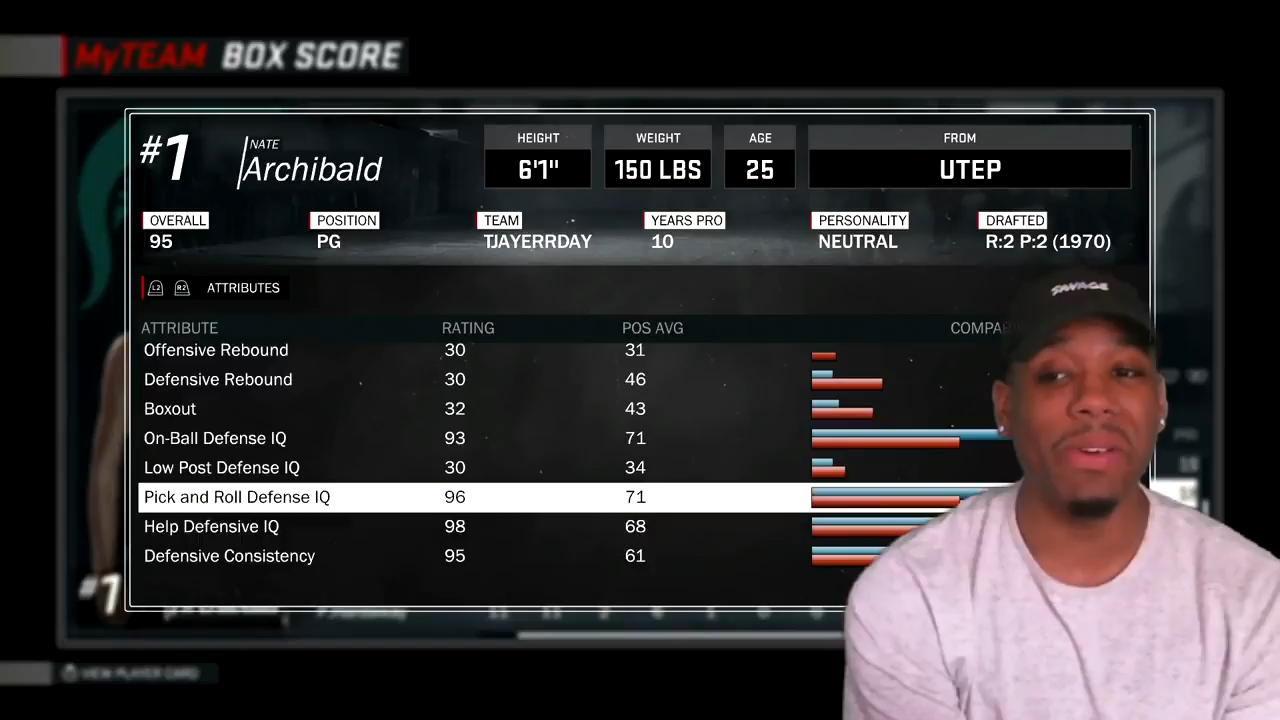 MyTEAM BOX SCORE
#1 NATE Archibald
HEIGHT WEIGHT AGE FROM
6'1" 150 LBS 25 UTEP
OVERALL POSITION TEAM YEARS PRO PERSONALITY DRAFTED
95 PG TJAYERRDAY 10 NEUTRAL R:2 P:2 (1970)
L2 R2 ATTRIBUTES
ATTRIBUTE RATING POS AVG
Offensive Rebound 30 31
Defensive Rebound 30 46
Boxout 32 43
On-Ball Defense IQ 93 71
Low Post Defense IQ 30 34
Pick and Roll Defense IQ 96 71
Help Defensive IQ 98 68
Defensive Consistency 95 61
SAVAGE
#1
VIEW PLAYER CARD